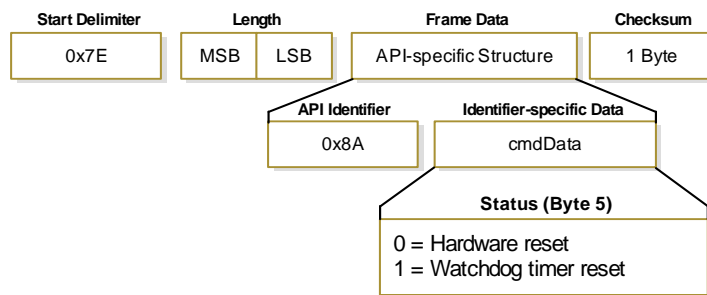 Start Delimiter Length Frame Data Checksum
0x7E MSB LSB API-specific Structure 1 Byte
API Identifier Identifier-specific Data
0x8A cmdData
Status (Byte 5)
0 = Hardware reset
1 = Watchdog timer reset